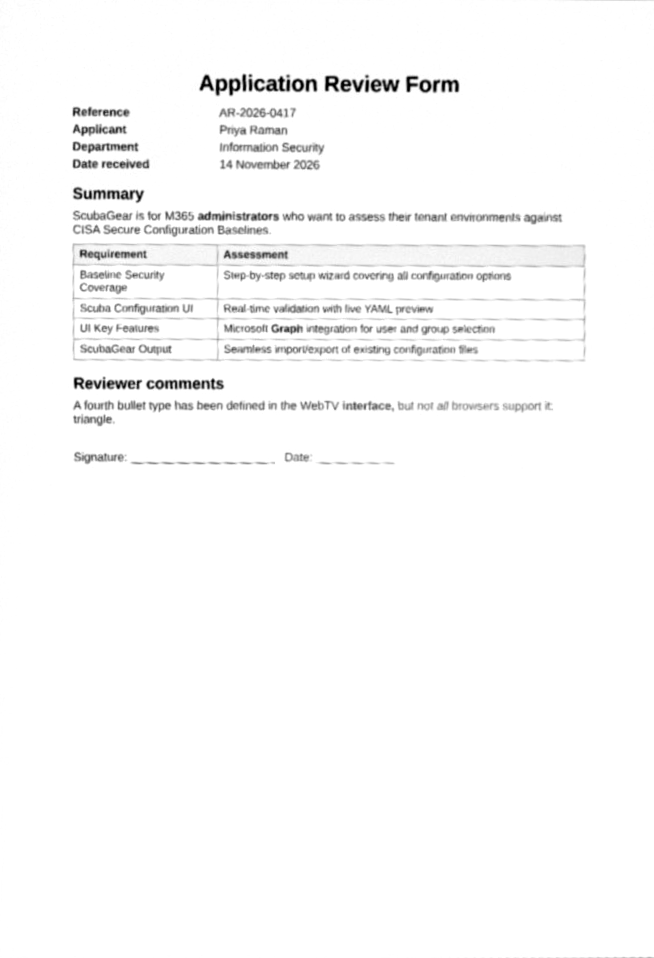 Application Review Form
Reference AR-2026-0417
Applicant Priya Raman
Department Information Security
Date received 14 November 2026
Summary
ScubaGear is for M365 administrators who want to assess their tenant environments against
CISA Secure Configuration Baselines.
Requirement Assessment
Baseline Security Coverage Step-by-step setup wizard covering all configuration options
Scuba Configuration UI Real-time validation with live YAML preview
UI Key Features Microsoft Graph integration for user and group selection
ScubaGear Output Seamless import/export of existing configuration files
Reviewer comments
A fourth bullet type has been defined in the WebTV interface, but not all browsers support it:
triangle.
Signature: _________________ Date: __________